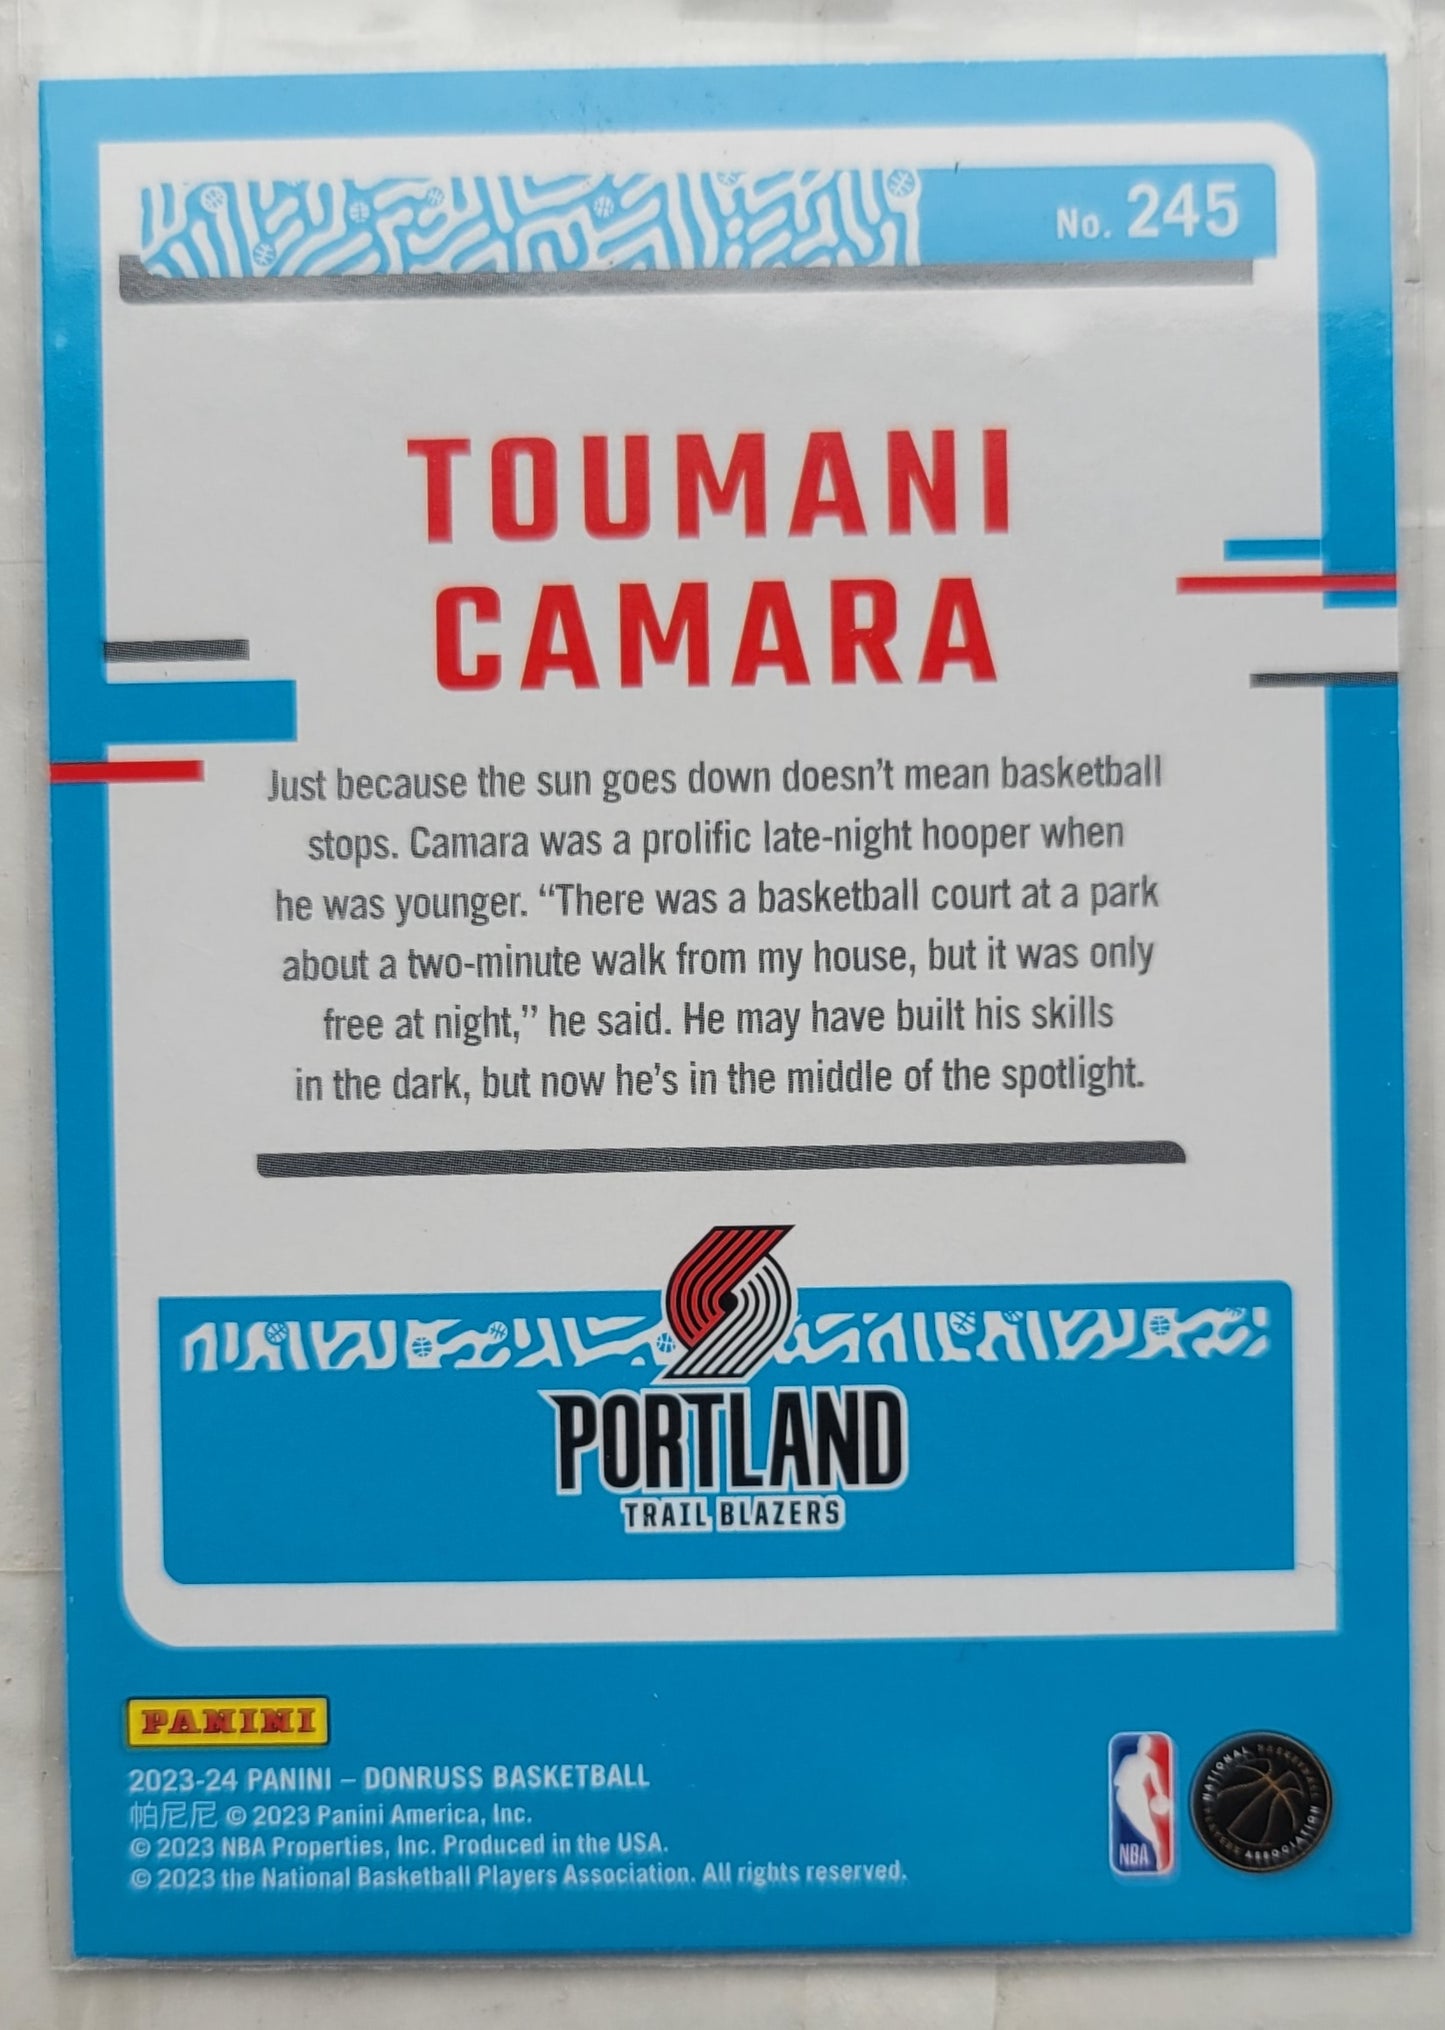 No. 245
TOUMANI
CAMARA
Just because the sun goes down doesn't mean basketball
stops. Camara was a prolific late-night hooper when
he was younger. “There was a basketball court at a park
about a two-minute walk from my house, but it was only
free at night,” he said. He may have built his skills
in the dark, but now he's in the middle of the spotlight.
PORTLAND
TRAIL BLAZERS
PANINI
2023-24 PANINI – DONRUSS BASKETBALL
帕尼尼 © 2023 Panini America, Inc.
© 2023 NBA Properties, Inc. Produced in the USA.
© 2023 the National Basketball Players Association. All rights reserved.
NBA
NATIONAL BASKETBALL PLAYERS ASSOCIATION